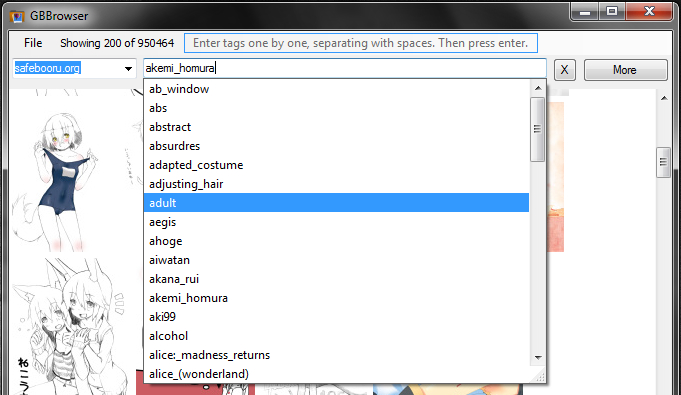 GBBrowser
File Showing 200 of 950464 Enter tags one by one, separating with spaces. Then press enter.
safebooru.org akemi_homura X More
ab_window
abs
abstract
absurdres
adapted_costume
adjusting_hair
adult
aegis
ahoge
aiwatan
akana_rui
akemi_homura
aki99
alcohol
alice:_madness_returns
alice_(wonderland)